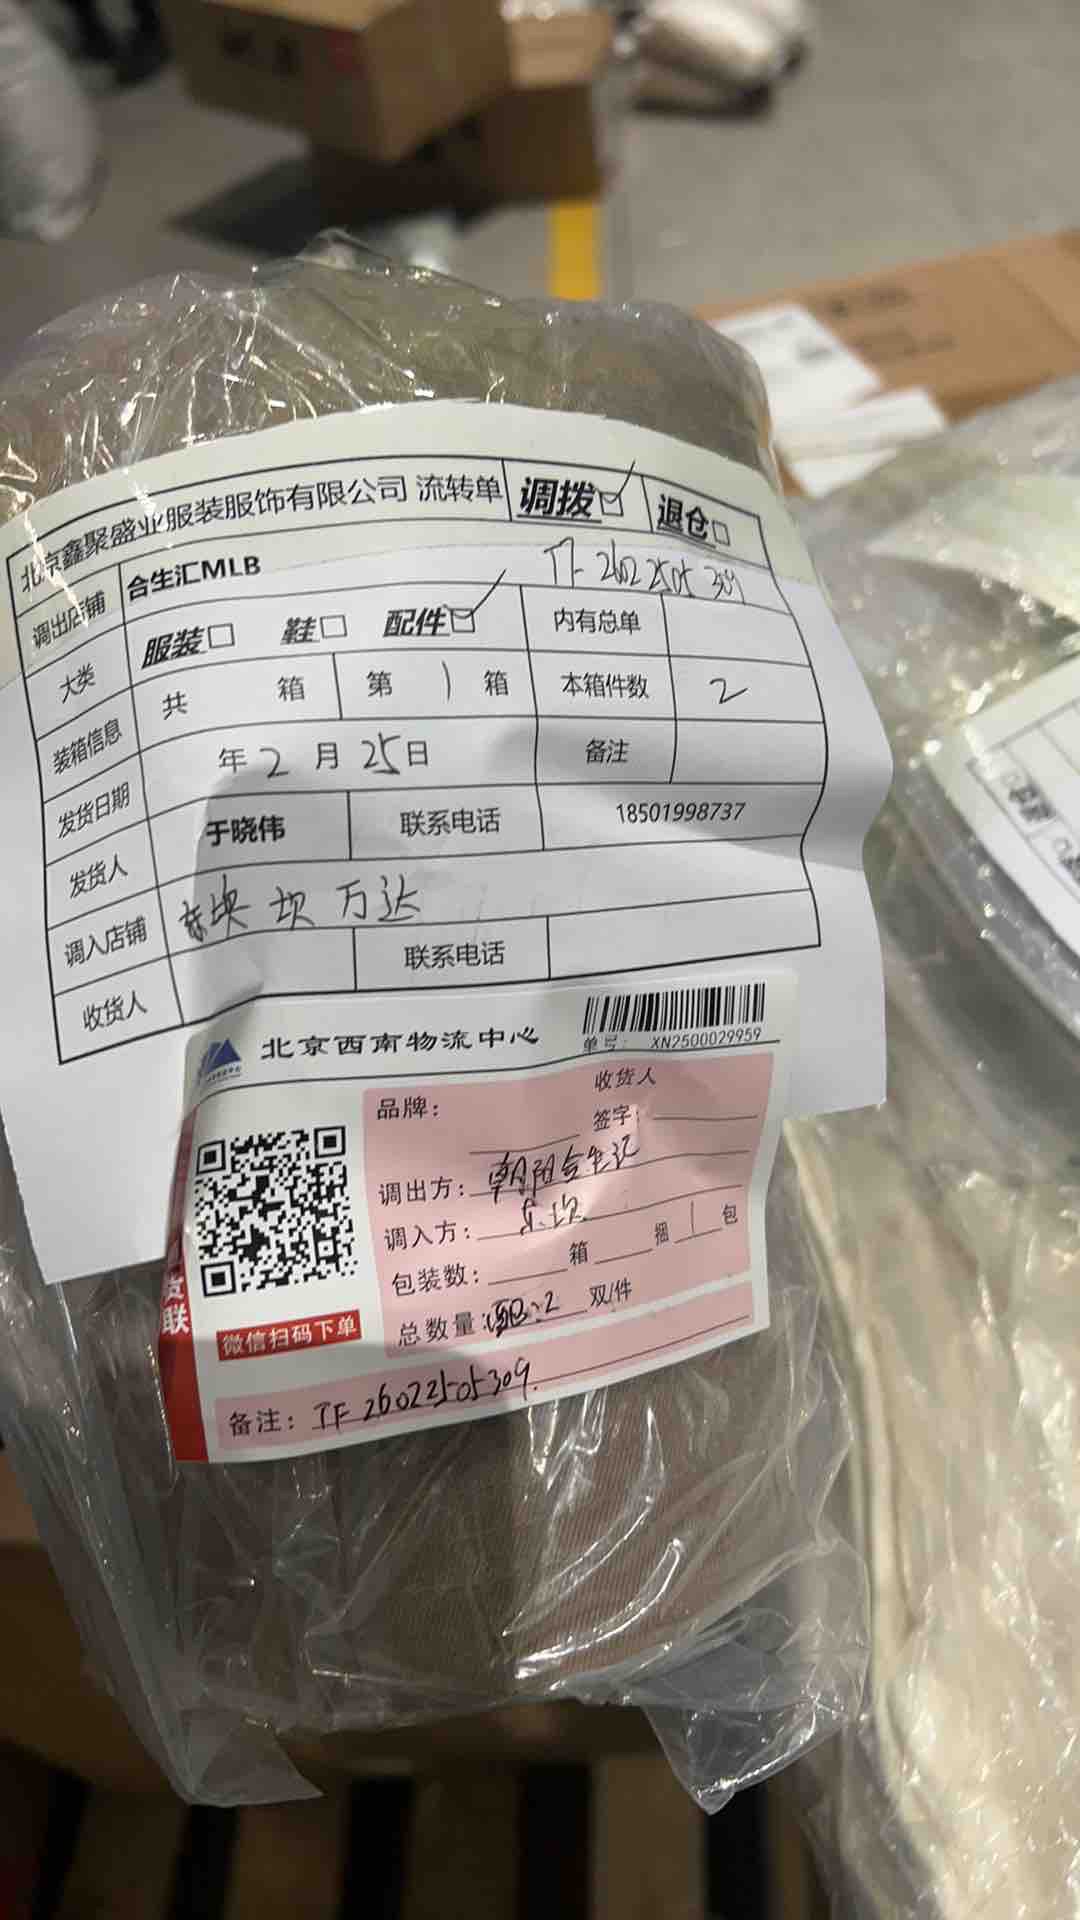 北京鑫聚盛业服装服饰有限公司 流转单 调拨☑ 退仓□
调出店铺 合生汇MLB TF 26022505309
大类 服装□ 鞋□ 配件☑ 内有总单
装箱信息 共 箱 第 1 箱 本箱件数 2
发货日期 年 2 月 25 日 备注
发货人 于晓伟 联系电话 18501998737
调入店铺 东坝 万达
收货人 联系电话
北京西南物流中心
单号: XN2500029959
品牌: 收货人
签字:
调出方: 朝阳合生汇
调入方: 东坝
包装数: 箱 捆 1 包
总数量: 配:2 双/件
微信扫码下单
备注: TF 26022505309.